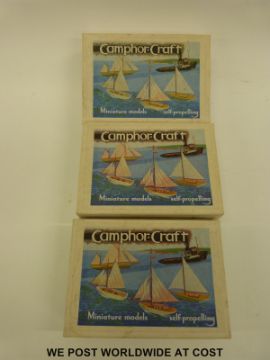 Camphor-Craft
Miniature models self-propelling
Camphor-Craft
Miniature models self-propelling
Camphor-Craft
Miniature models self-propelling
WE POST WORLDWIDE AT COST